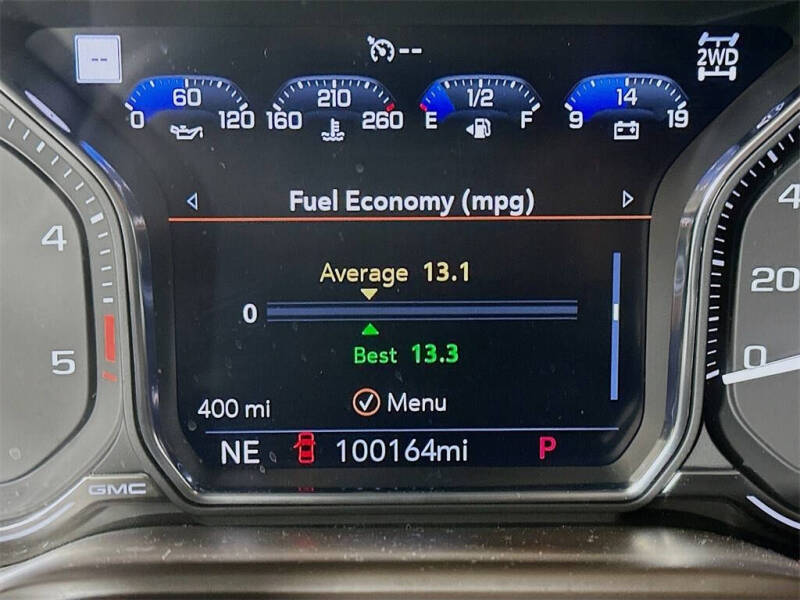 --
--
2WD
60
0 120
210
160 260
1/2
E F
14
9 19
Fuel Economy (mpg)
Average 13.1
0
Best 13.3
400 mi
Menu
NE 100164mi P
4
5
GMC
4
20
0